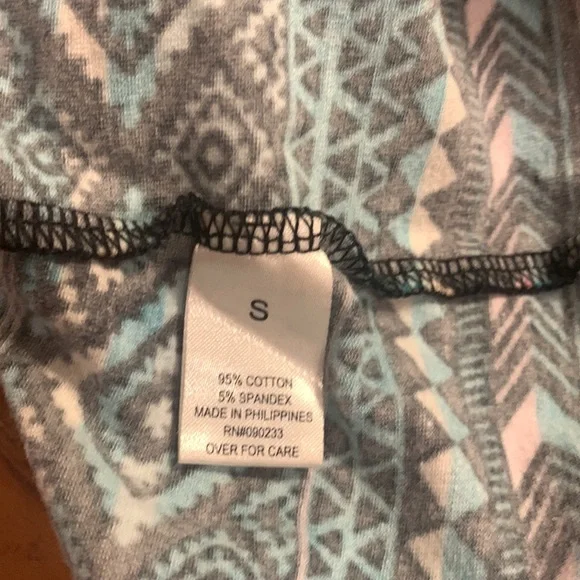 S
95% COTTON
5% SPANDEX
MADE IN PHILIPPINES
RN#090233
OVER FOR CARE